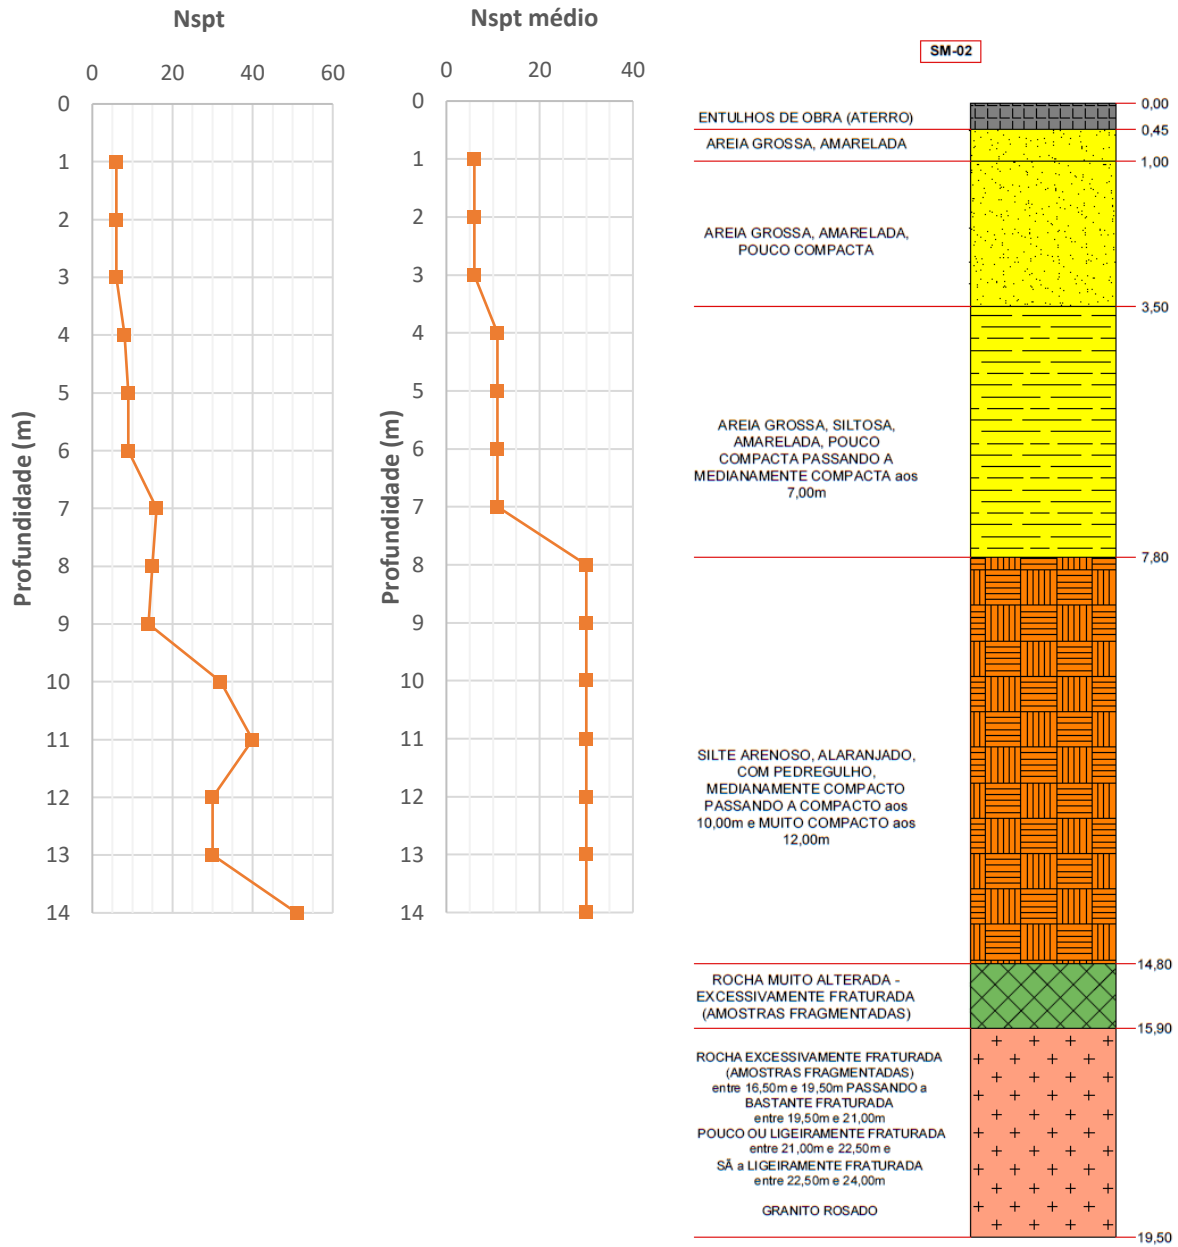 Nspt
0 20 40 60
Profundidade (m)
0
1
2
3
4
5
6
7
8
9
10
11
12
13
14
Nspt médio
0 20 40
Profundidade (m)
0
1
2
3
4
5
6
7
8
9
10
11
12
13
14
SM-02
0,00
ENTULHOS DE OBRA (ATERRO)
0,45
AREIA GROSSA, AMARELADA
1,00
AREIA GROSSA, AMARELADA,
POUCO COMPACTA
3,50
AREIA GROSSA, SILTOSA,
AMARELADA, POUCO
COMPACTA PASSANDO A
MEDIANAMENTE COMPACTA aos
7,00m
7,80
SILTE ARENOSO, ALARANJADO,
COM PEDREGULHO,
MEDIANAMENTE COMPACTO
PASSANDO A COMPACTO aos
10,00m e MUITO COMPACTO aos
12,00m
14,80
ROCHA MUITO ALTERADA -
EXCESSIVAMENTE FRATURADA
(AMOSTRAS FRAGMENTADAS)
15,90
ROCHA EXCESSIVAMENTE FRATURADA
(AMOSTRAS FRAGMENTADAS)
entre 16,50m e 19,50m PASSANDO a
BASTANTE FRATURADA
entre 19,50m e 21,00m
POUCO OU LIGEIRAMENTE FRATURADA
entre 21,00m e 22,50m e
SÃ a LIGEIRAMENTE FRATURADA
entre 22,50m e 24,00m
GRANITO ROSADO
19,50